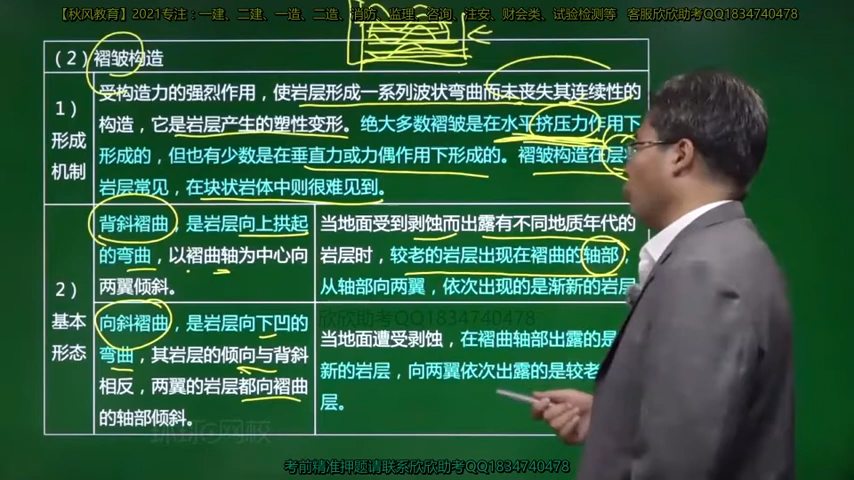 【秋风教育】2021专注：一建、二建、一造、二造、消防、监理、咨询、注安、财会类、试验检测等 客服欣欣助考QQ1834740478
（2）褶皱构造
1）
形成
机制
受构造力的强烈作用，使岩层形成一系列波状弯曲而未丧失其连续性的
构造，它是岩层产生的塑性变形。绝大多数褶皱是在水平挤压力作用下
形成的，但也有少数是在垂直力或力偶作用下形成的。褶皱构造在层
岩层常见，在块状岩体中则很难见到。
2）
基本
形态
背斜褶曲，是岩层向上拱起
的弯曲，以褶曲轴为中心向
两翼倾斜。
当地面受到剥蚀而出露有不同地质年代的
岩层时，较老的岩层出现在褶曲的轴部，
从轴部向两翼，依次出现的是渐新的岩层
向斜褶曲，是岩层向下凹的
弯曲，其岩层的倾向与背斜
相反，两翼的岩层都向褶曲
的轴部倾斜。
欣欣助考QQ1834740478
当地面遭受剥蚀，在褶曲轴部出露的是
新的岩层，向两翼依次出露的是较老
层。
环球网校
考前精准押题请联系欣欣助考QQ1834740478